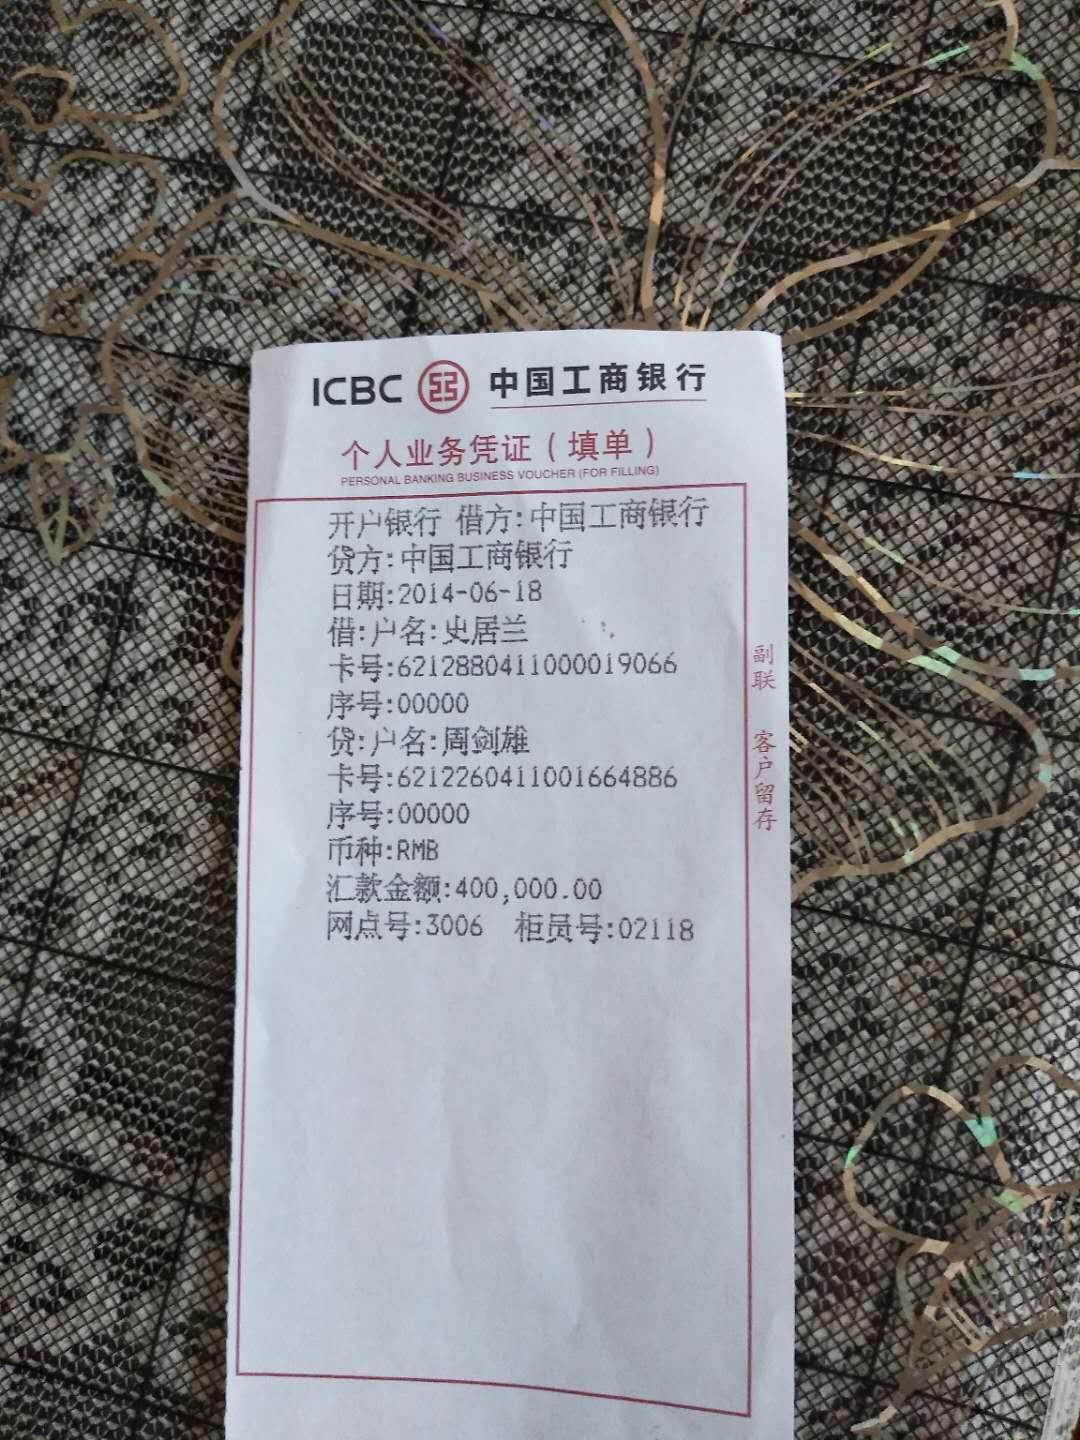 ICBC 中国工商银行
个人业务凭证（填单）
PERSONAL BANKING BUSINESS VOUCHER (FOR FILLING)
开户银行 借方:中国工商银行
贷方:中国工商银行
日期:2014-06-18
借:户名:史居兰
卡号:6212880411000019066
序号:00000
贷:户名:周剑雄
卡号:6212260411001664886
序号:00000
币种:RMB
汇款金额:400,000.00
网点号:3006 柜员号:02118
副联 客户留存